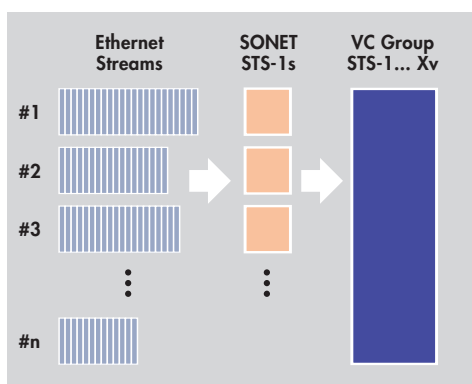 Ethernet
Streams
SONET
STS-1s
VC Group
STS-1... Xv
#1
#2
#3
#n